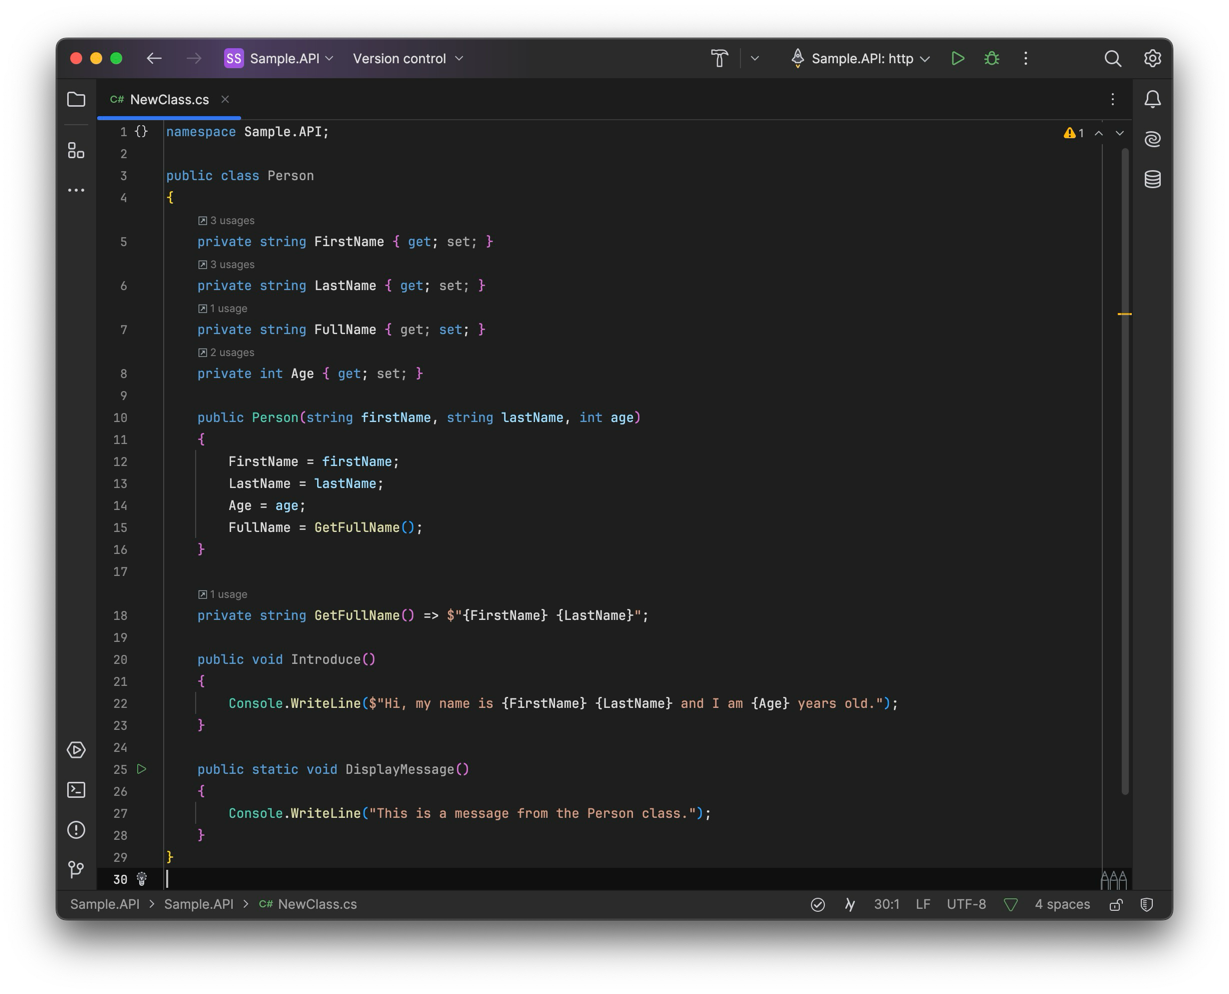 SS Sample.API Version control Sample.API: http
C# NewClass.cs
1 {} namespace Sample.API; 1
2
3 public class Person
4 {
3 usages
5 private string FirstName { get; set; }
3 usages
6 private string LastName { get; set; }
1 usage
7 private string FullName { get; set; }
2 usages
8 private int Age { get; set; }
9
10 public Person(string firstName, string lastName, int age)
11 {
12 FirstName = firstName;
13 LastName = lastName;
14 Age = age;
15 FullName = GetFullName();
16 }
17
1 usage
18 private string GetFullName() => $"{FirstName} {LastName}";
19
20 public void Introduce()
21 {
22 Console.WriteLine($"Hi, my name is {FirstName} {LastName} and I am {Age} years old.");
23 }
24
25 public static void DisplayMessage()
26 {
27 Console.WriteLine("This is a message from the Person class.");
28 }
29 }
30
Sample.API > Sample.API > C# NewClass.cs 30:1 LF UTF-8 4 spaces